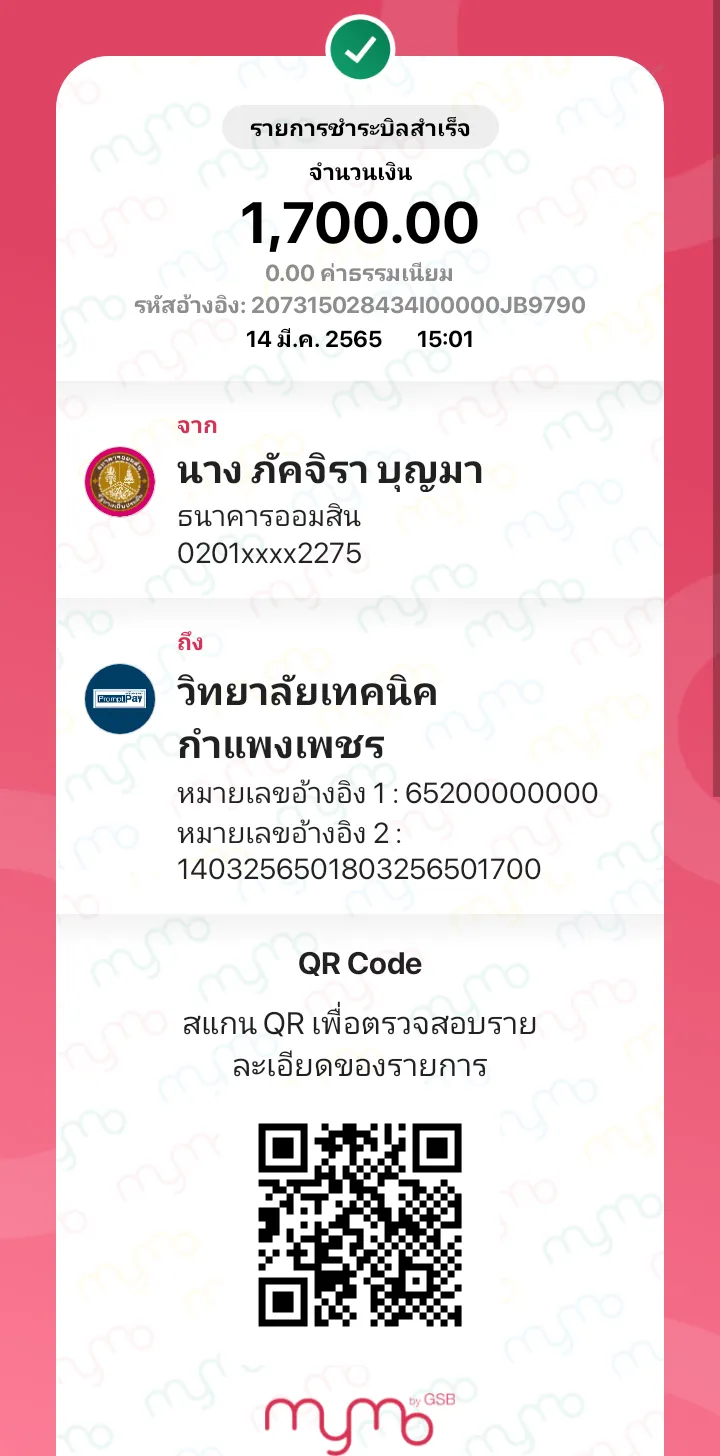 รายการชำระบิลสำเร็จ
จำนวนเงิน
1,700.00
0.00 ค่าธรรมเนียม
รหัสอ้างอิง: 207315028434I00000JB9790
14 มี.ค. 2565 15:01
จาก
นาง ภัคจิรา บุญมา
ธนาคารออมสิน
0201xxxx2275
ถึง
PromptPay
วิทยาลัยเทคนิค
กำแพงเพชร
หมายเลขอ้างอิง 1 : 65200000000
หมายเลขอ้างอิง 2 :
1403256501803256501700
QR Code
สแกน QR เพื่อตรวจสอบราย
ละเอียดของรายการ
mymo by GSB